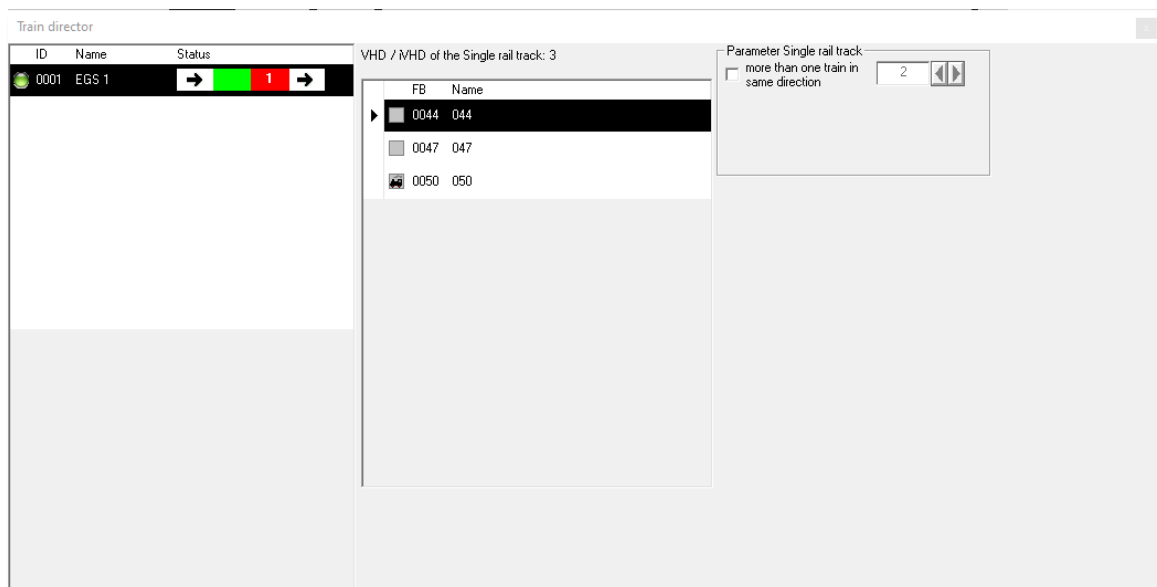 Train director
ID Name Status
0001 EGS 1 1
VHD / iVHD of the Single rail track: 3
FB Name
0044 044
0047 047
0050 050
Parameter Single rail track
more than one train in
same direction
2